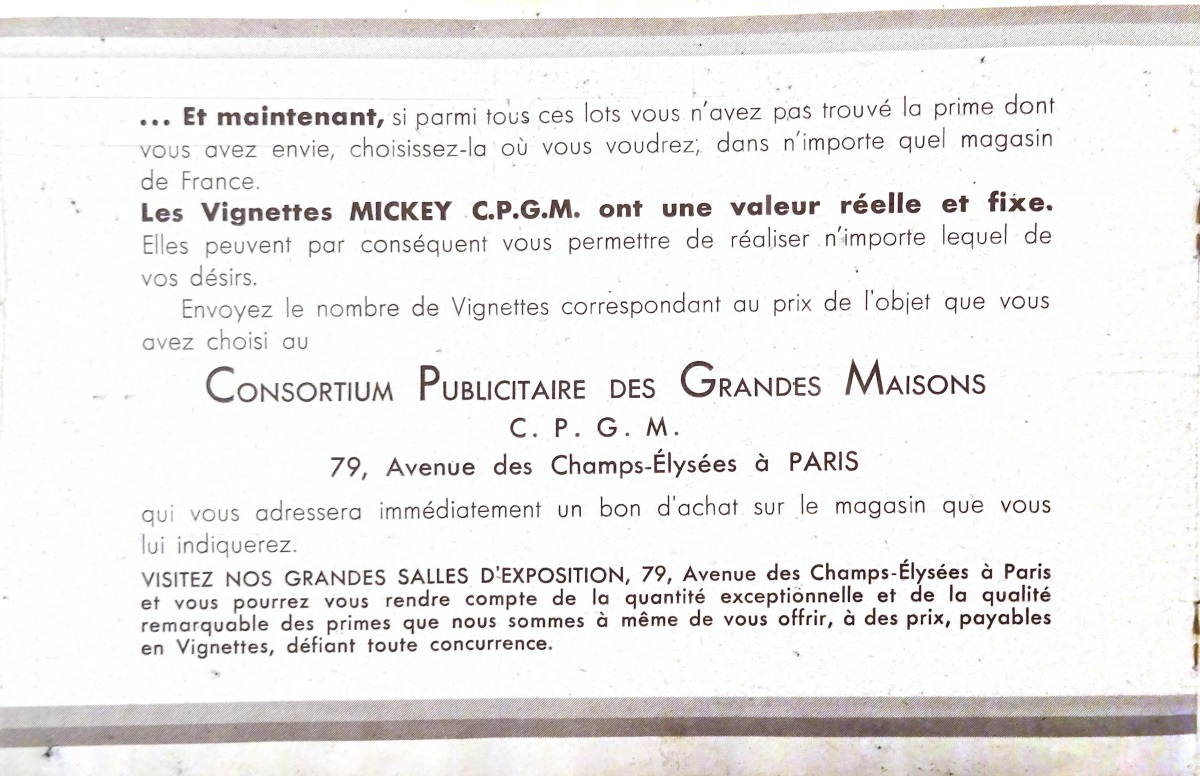 ... Et maintenant, si parmi tous ces lots vous n'avez pas trouvé la prime dont
vous avez envie, choisissez-la où vous voudrez; dans n'importe quel magasin
de France.
Les Vignettes MICKEY C.P.G.M. ont une valeur réelle et fixe.
Elles peuvent par conséquent vous permettre de réaliser n'importe lequel de
vos désirs.
Envoyez le nombre de Vignettes correspondant au prix de l'objet que vous
avez choisi au
CONSORTIUM PUBLICITAIRE DES GRANDES MAISONS
C. P. G. M.
79, Avenue des Champs-Élysées à PARIS
qui vous adressera immédiatement un bon d'achat sur le magasin que vous
lui indiquerez.
VISITEZ NOS GRANDES SALLES D'EXPOSITION, 79, Avenue des Champs-Élysées à Paris
et vous pourrez vous rendre compte de la quantité exceptionnelle et de la qualité
remarquable des primes que nous sommes à même de vous offrir, à des prix, payables
en Vignettes, défiant toute concurrence.